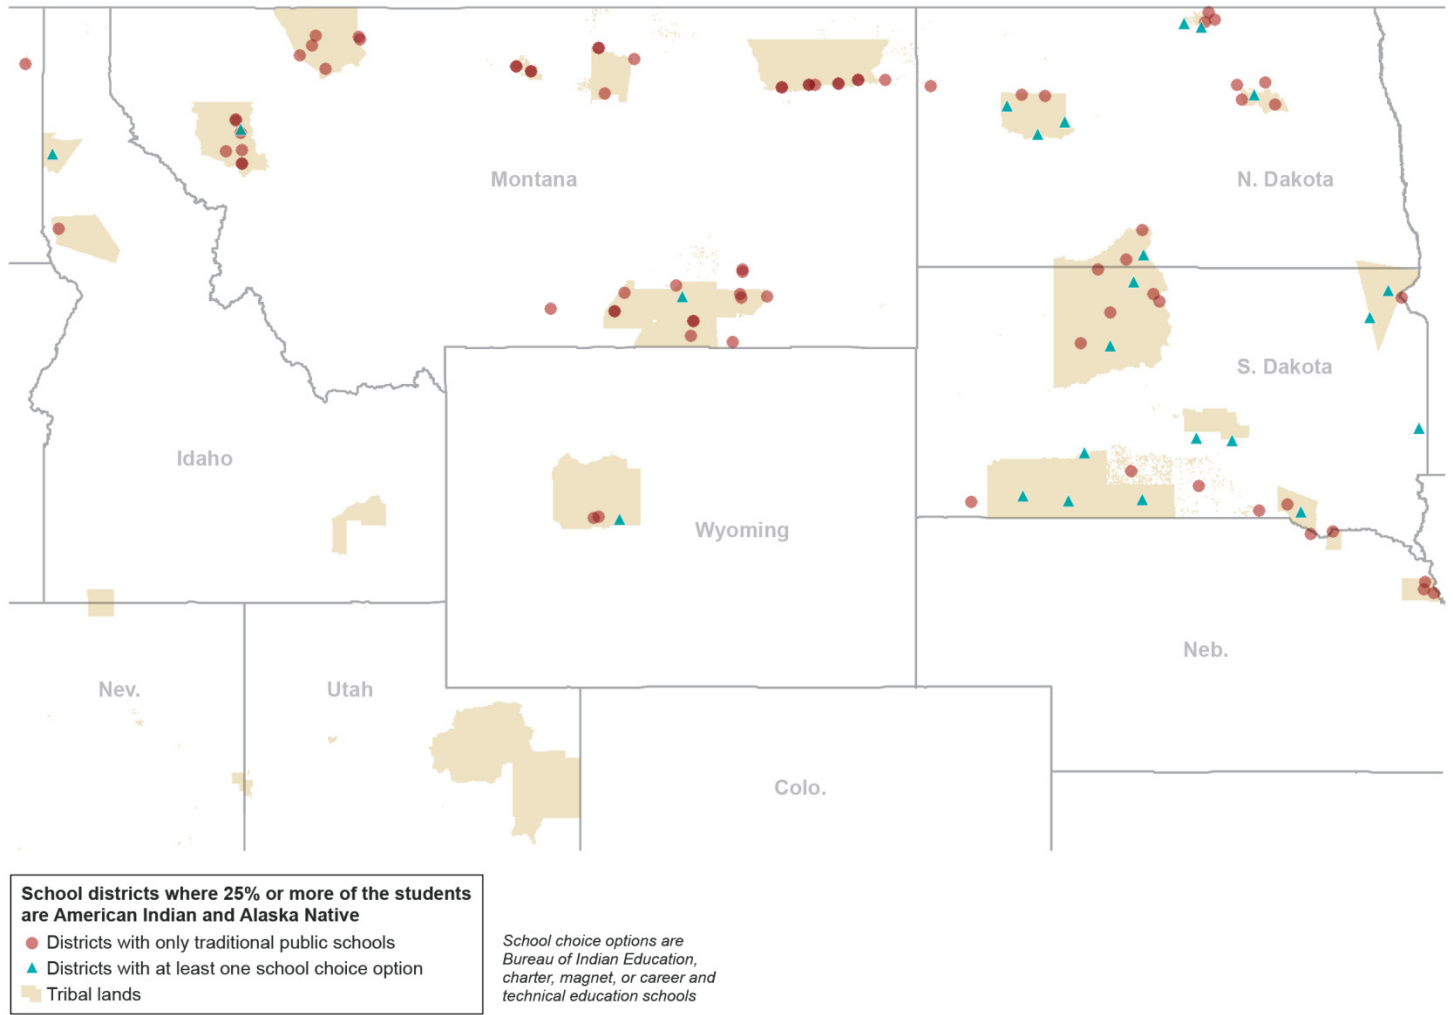 Montana
N. Dakota
S. Dakota
Idaho
Wyoming
Neb.
Nev.
Utah
Colo.
School districts where 25% or more of the students
are American Indian and Alaska Native
Districts with only traditional public schools
Districts with at least one school choice option
Tribal lands
School choice options are
Bureau of Indian Education,
charter, magnet, or career and
technical education schools